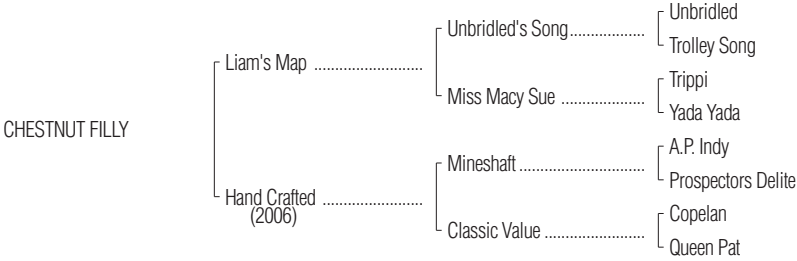 Unbridled
Unbridled's Song..................
Trolley Song
Liam's Map ..........................
Trippi
Miss Macy Sue ....................
Yada Yada
CHESTNUT FILLY
A.P. Indy
Mineshaft..............................
Prospectors Delite
Hand Crafted ........................
(2006)
Copelan
Classic Value ........................
Queen Pat